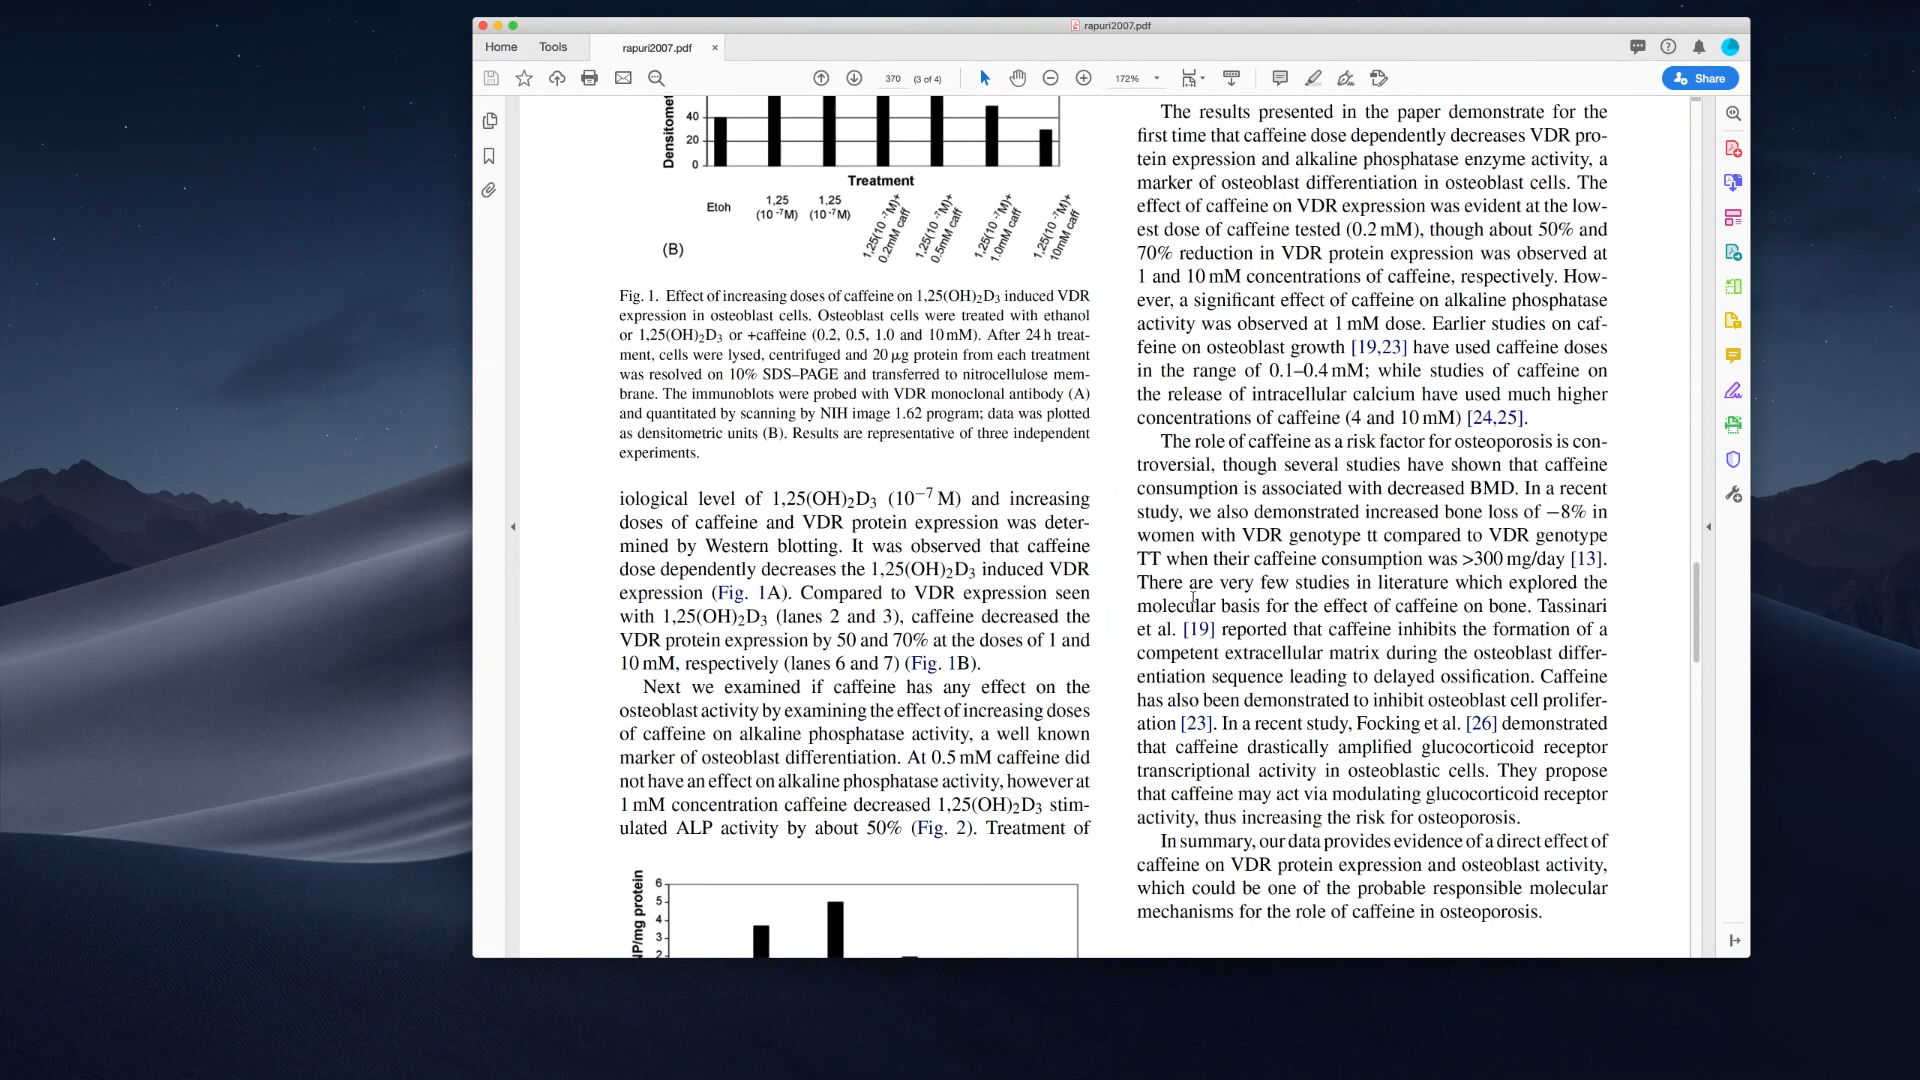 rapuri2007.pdf
Home
Tools
rapuri2007.pdf
370
(3 of 4)
172%
Share
Densitomet
40
20
0
Treatment
Etoh
1,25
(10⁻⁷M)
1,25
(10⁻⁷M)
1,25(10⁻⁷M)+
0.2mM caff
1,25(10⁻⁷M)+
0.5mM caff
1,25(10⁻⁷M)+
1.0mM caff
1,25(10⁻⁷M)+
10mM caff
(B)
Fig. 1. Effect of increasing doses of caffeine on 1,25(OH)₂D₃ induced VDR
expression in osteoblast cells. Osteoblast cells were treated with ethanol
or 1,25(OH)₂D₃ or +caffeine (0.2, 0.5, 1.0 and 10 mM). After 24 h treat-
ment, cells were lysed, centrifuged and 20 μg protein from each treatment
was resolved on 10% SDS–PAGE and transferred to nitrocellulose mem-
brane. The immunoblots were probed with VDR monoclonal antibody (A)
and quantitated by scanning by NIH image 1.62 program; data was plotted
as densitometric units (B). Results are representative of three independent
experiments.
iological level of 1,25(OH)₂D₃ (10⁻⁷ M) and increasing
doses of caffeine and VDR protein expression was deter-
mined by Western blotting. It was observed that caffeine
dose dependently decreases the 1,25(OH)₂D₃ induced VDR
expression (Fig. 1A). Compared to VDR expression seen
with 1,25(OH)₂D₃ (lanes 2 and 3), caffeine decreased the
VDR protein expression by 50 and 70% at the doses of 1 and
10 mM, respectively (lanes 6 and 7) (Fig. 1B).
Next we examined if caffeine has any effect on the
osteoblast activity by examining the effect of increasing doses
of caffeine on alkaline phosphatase activity, a well known
marker of osteoblast differentiation. At 0.5 mM caffeine did
not have an effect on alkaline phosphatase activity, however at
1 mM concentration caffeine decreased 1,25(OH)₂D₃ stim-
ulated ALP activity by about 50% (Fig. 2). Treatment of
NP/mg protein
6
5
4
3
2
The results presented in the paper demonstrate for the
first time that caffeine dose dependently decreases VDR pro-
tein expression and alkaline phosphatase enzyme activity, a
marker of osteoblast differentiation in osteoblast cells. The
effect of caffeine on VDR expression was evident at the low-
est dose of caffeine tested (0.2 mM), though about 50% and
70% reduction in VDR protein expression was observed at
1 and 10 mM concentrations of caffeine, respectively. How-
ever, a significant effect of caffeine on alkaline phosphatase
activity was observed at 1 mM dose. Earlier studies on caf-
feine on osteoblast growth [19,23] have used caffeine doses
in the range of 0.1–0.4 mM; while studies of caffeine on
the release of intracellular calcium have used much higher
concentrations of caffeine (4 and 10 mM) [24,25].
The role of caffeine as a risk factor for osteoporosis is con-
troversial, though several studies have shown that caffeine
consumption is associated with decreased BMD. In a recent
study, we also demonstrated increased bone loss of −8% in
women with VDR genotype tt compared to VDR genotype
TT when their caffeine consumption was >300 mg/day [13].
There are very few studies in literature which explored the
molecular basis for the effect of caffeine on bone. Tassinari
et al. [19] reported that caffeine inhibits the formation of a
competent extracellular matrix during the osteoblast differ-
entiation sequence leading to delayed ossification. Caffeine
has also been demonstrated to inhibit osteoblast cell prolifer-
ation [23]. In a recent study, Focking et al. [26] demonstrated
that caffeine drastically amplified glucocorticoid receptor
transcriptional activity in osteoblastic cells. They propose
that caffeine may act via modulating glucocorticoid receptor
activity, thus increasing the risk for osteoporosis.
In summary, our data provides evidence of a direct effect of
caffeine on VDR protein expression and osteoblast activity,
which could be one of the probable responsible molecular
mechanisms for the role of caffeine in osteoporosis.